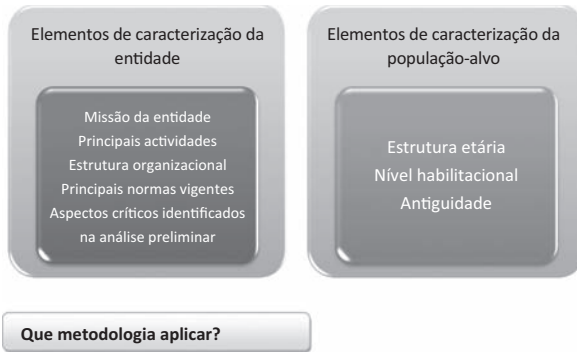 Elementos de caracterização da
entidade
Missão da entidade
Principais actividades
Estrutura organizacional
Principais normas vigentes
Aspectos críticos identificados
na análise preliminar
Elementos de caracterização da
população-alvo
Estrutura etária
Nível habilitacional
Antiguidade
Que metodologia aplicar?